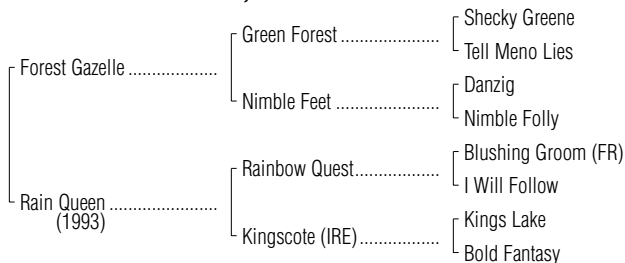 Shecky Greene
Green Forest ....................
Tell Meno Lies
Forest Gazelle ..................
Danzig
Nimble Feet .....................
Nimble Folly
Blushing Groom (FR)
Rainbow Quest.................
I Will Follow
Rain Queen ......................
(1993)
Kings Lake
Kingscote (IRE)................
Bold Fantasy